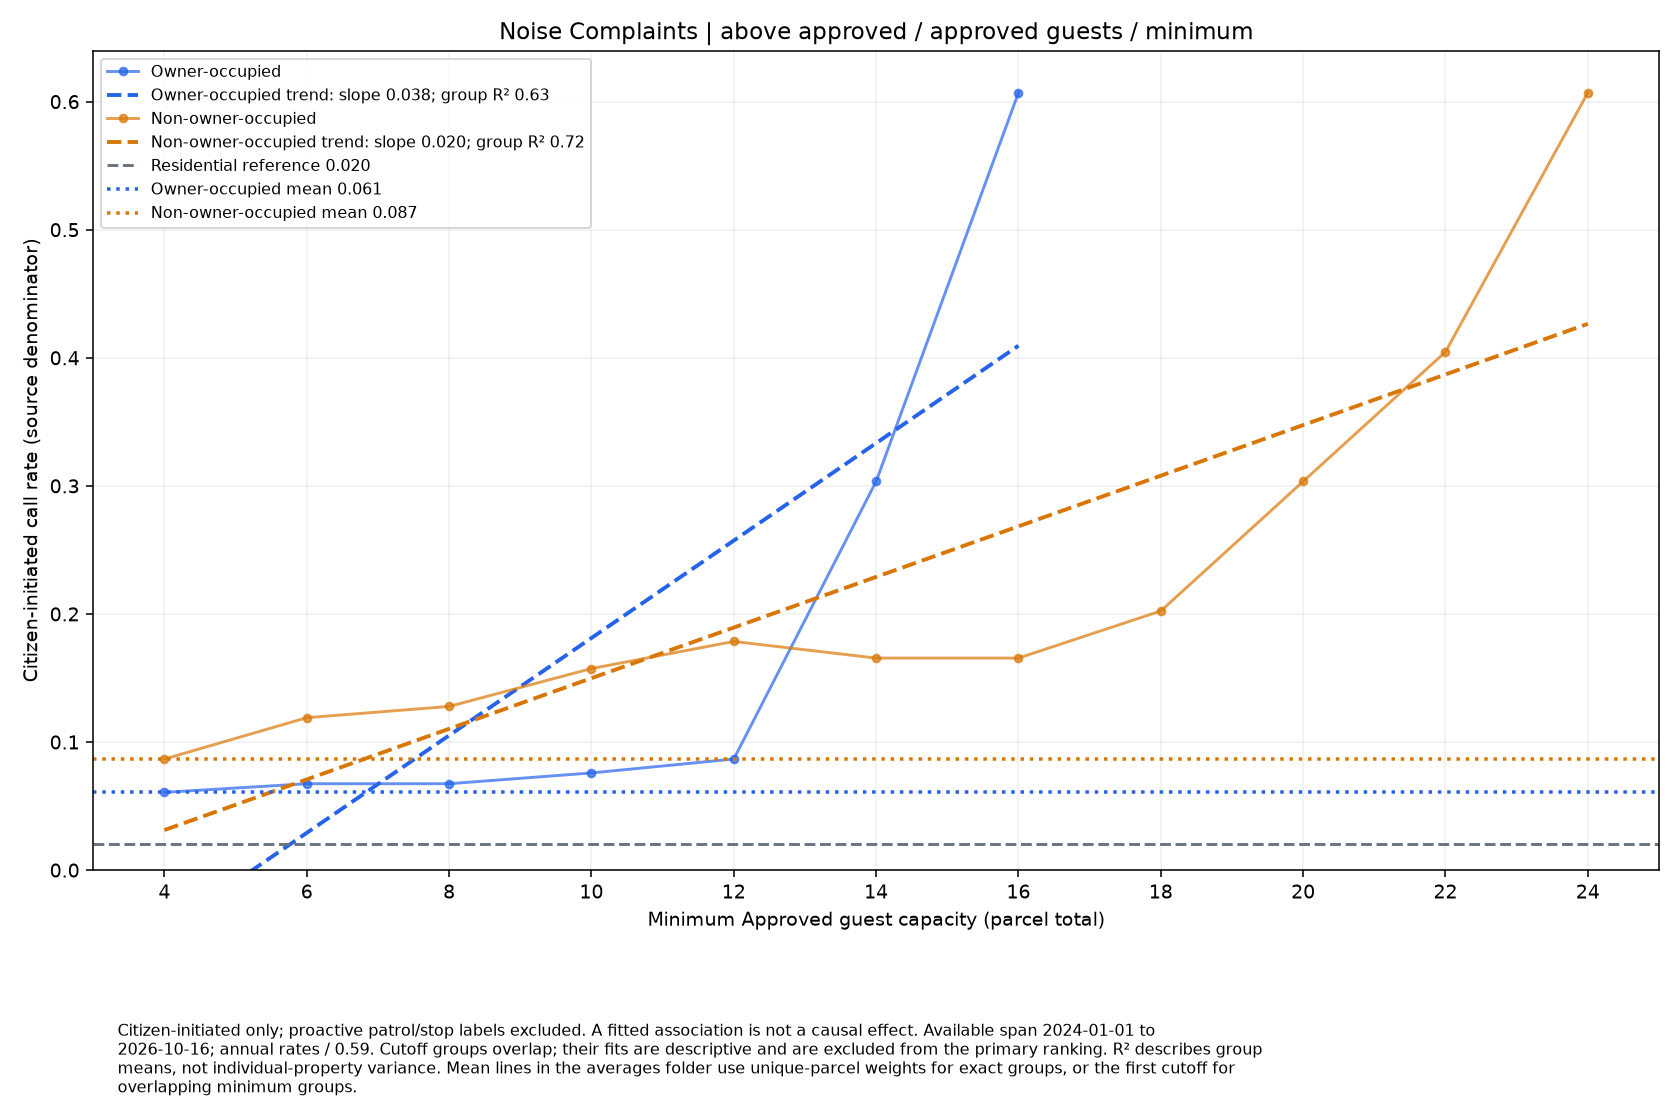 Noise Complaints | above approved / approved guests / minimum
Owner-occupied
Owner-occupied trend: slope 0.038; group R² 0.63
Non-owner-occupied
Non-owner-occupied trend: slope 0.020; group R² 0.72
Residential reference 0.020
Owner-occupied mean 0.061
Non-owner-occupied mean 0.087
Citizen-initiated call rate (source denominator)
0.6
0.5
0.4
0.3
0.2
0.1
0.0
4 6 8 10 12 14 16 18 20 22 24
Minimum Approved guest capacity (parcel total)
Citizen-initiated only; proactive patrol/stop labels excluded. A fitted association is not a causal effect. Available span 2024-01-01 to
2026-10-16; annual rates / 0.59. Cutoff groups overlap; their fits are descriptive and are excluded from the primary ranking. R² describes group
means, not individual-property variance. Mean lines in the averages folder use unique-parcel weights for exact groups, or the first cutoff for
overlapping minimum groups.